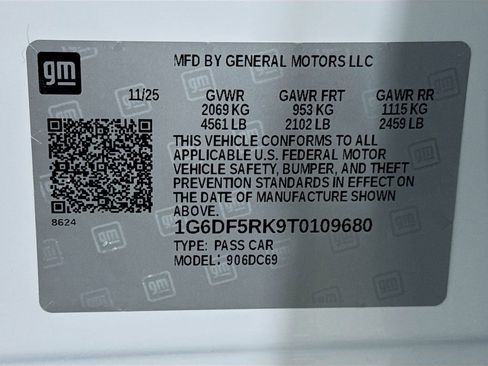 gm
MFD BY GENERAL MOTORS LLC
11/25 GVWR GAWR FRT GAWR RR
2069 KG 953 KG 1115 KG
4561 LB 2102 LB 2459 LB
THIS VEHICLE CONFORMS TO ALL
APPLICABLE U.S. FEDERAL MOTOR
VEHICLE SAFETY, BUMPER, AND THEFT
PREVENTION STANDARDS IN EFFECT ON
THE DATE OF MANUFACTURE SHOWN
ABOVE.
8624
1G6DF5RK9T0109680
TYPE: PASS CAR
MODEL: 906DC69